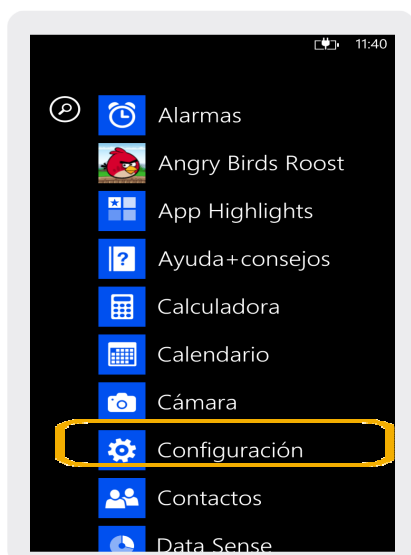 11:40
Alarmas
Angry Birds Roost
App Highlights
Ayuda+consejos
Calculadora
Calendario
Cámara
Configuración
Contactos
Data Sense